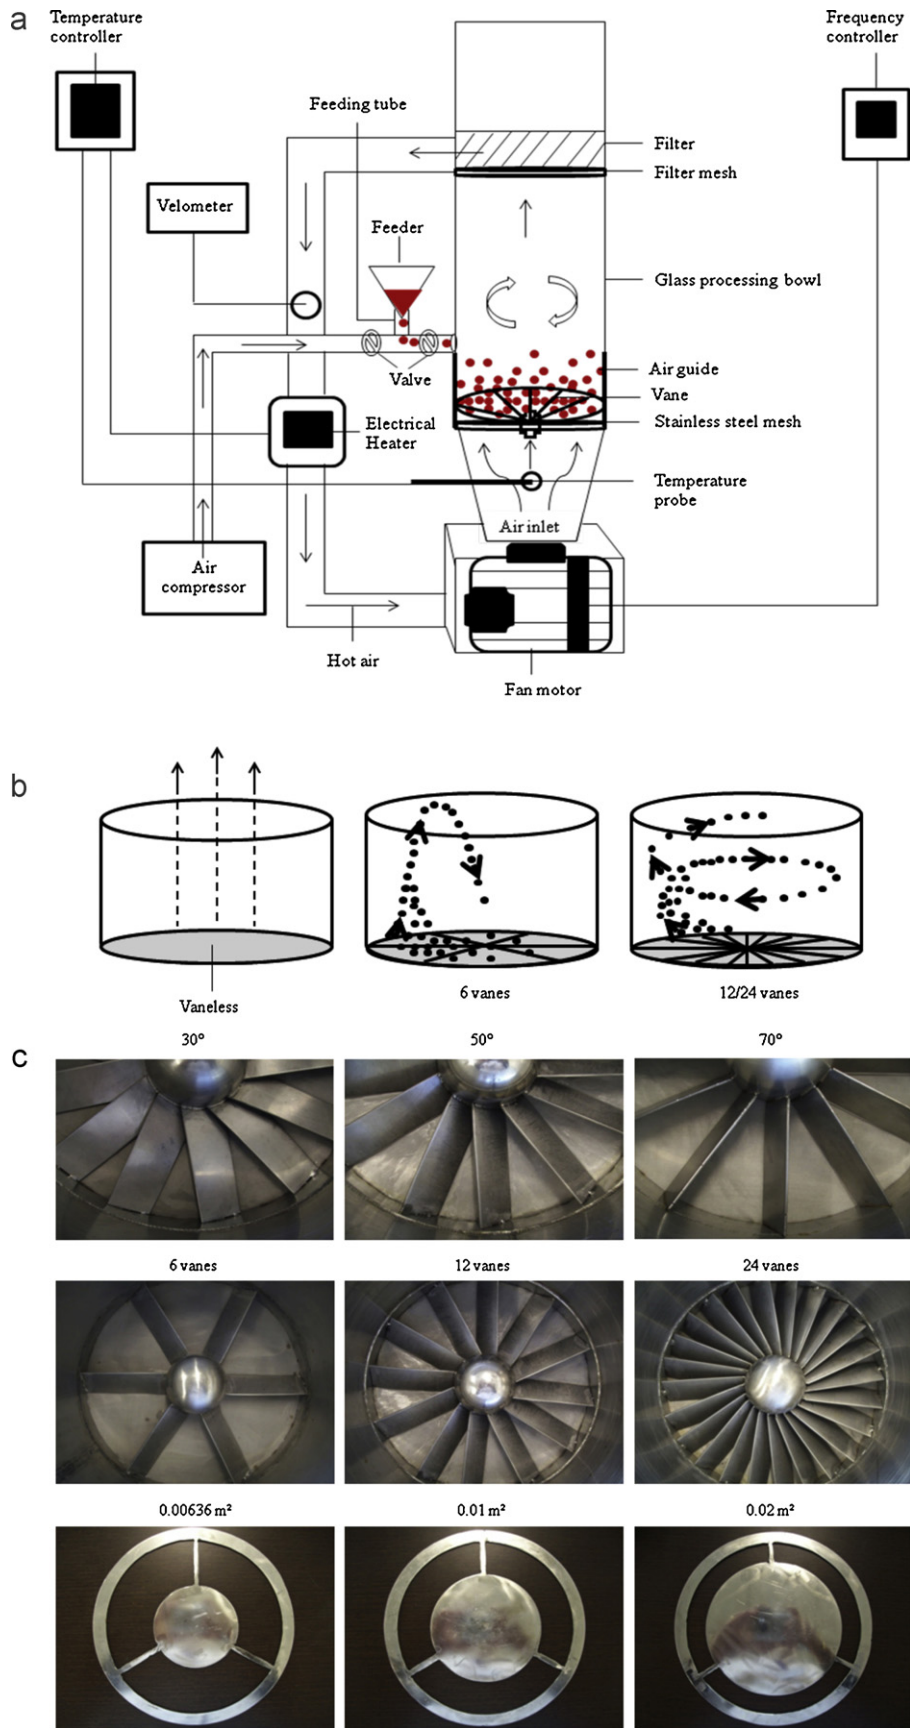 a
Temperature
controller
Frequency
controller
Feeding tube
Filter
Filter mesh
Velometer
Feeder
Glass processing bowl
Valve
Air guide
Vane
Electrical
Heater
Stainless steel mesh
Temperature
probe
Air inlet
Air
compressor
Hot air
Fan motor
b
Vaneless
6 vanes
12/24 vanes
c
30°
50°
70°
6 vanes
12 vanes
24 vanes
0.00636 m²
0.01 m²
0.02 m²